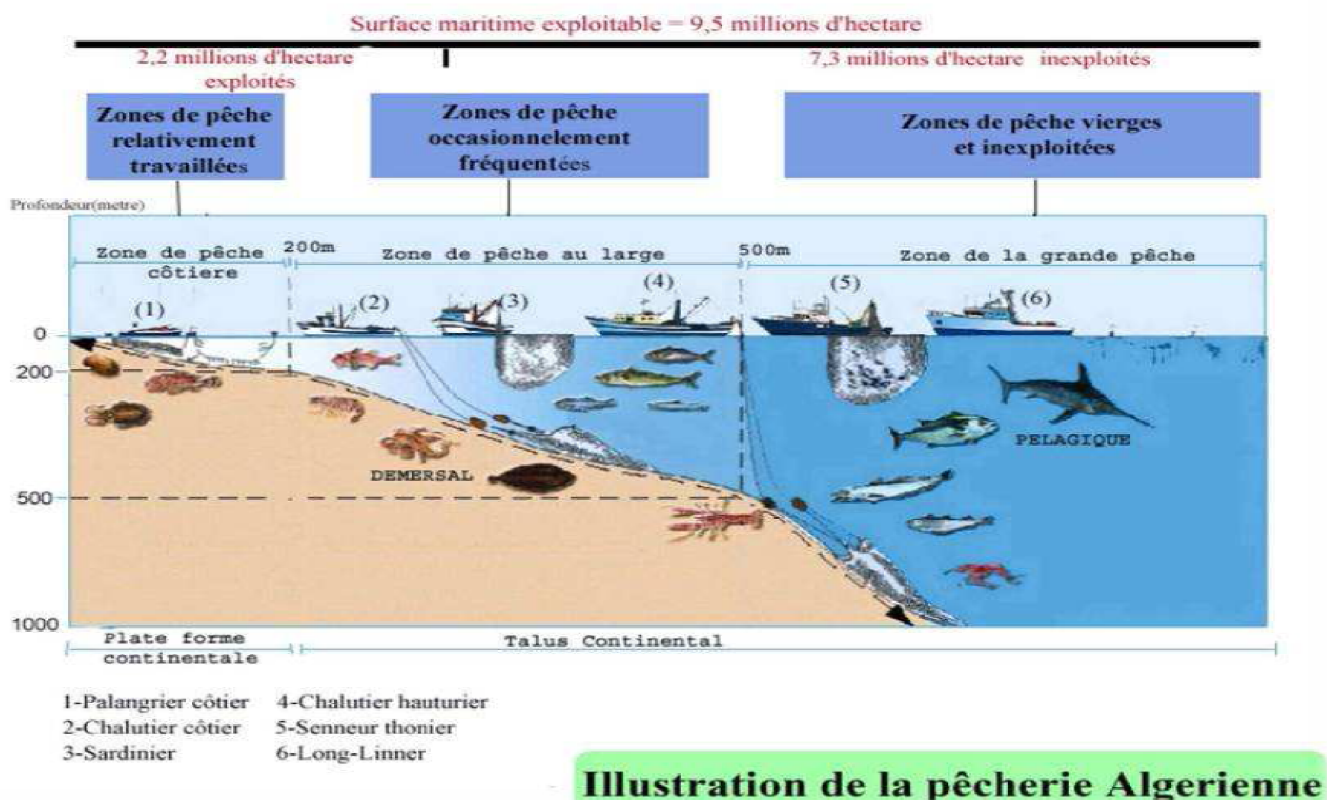 Surface maritime exploitable = 9,5 millions d'hectare
2,2 millions d'hectare
exploités
7,3 millions d'hectare inexploités
Zones de pêche
relativement
travaillées
Zones de pêche
occasionnelement
fréquentées
Zones de pêche vierges
et inexploitées
Profondeur(metre)
Zone de pêche
côtiere
200m
Zone de pêche au large
500m
Zone de la grande pêche
(1)
(2)
(3)
(4)
(5)
(6)
0
200
500
1000
DEMERSAL
PELAGIQUE
Plate forme
continentale
Talus Continental
1-Palangrier côtier
2-Chalutier côtier
3-Sardinier
4-Chalutier hauturier
5-Senneur thonier
6-Long-Linner
Illustration de la pêcherie Algerienne